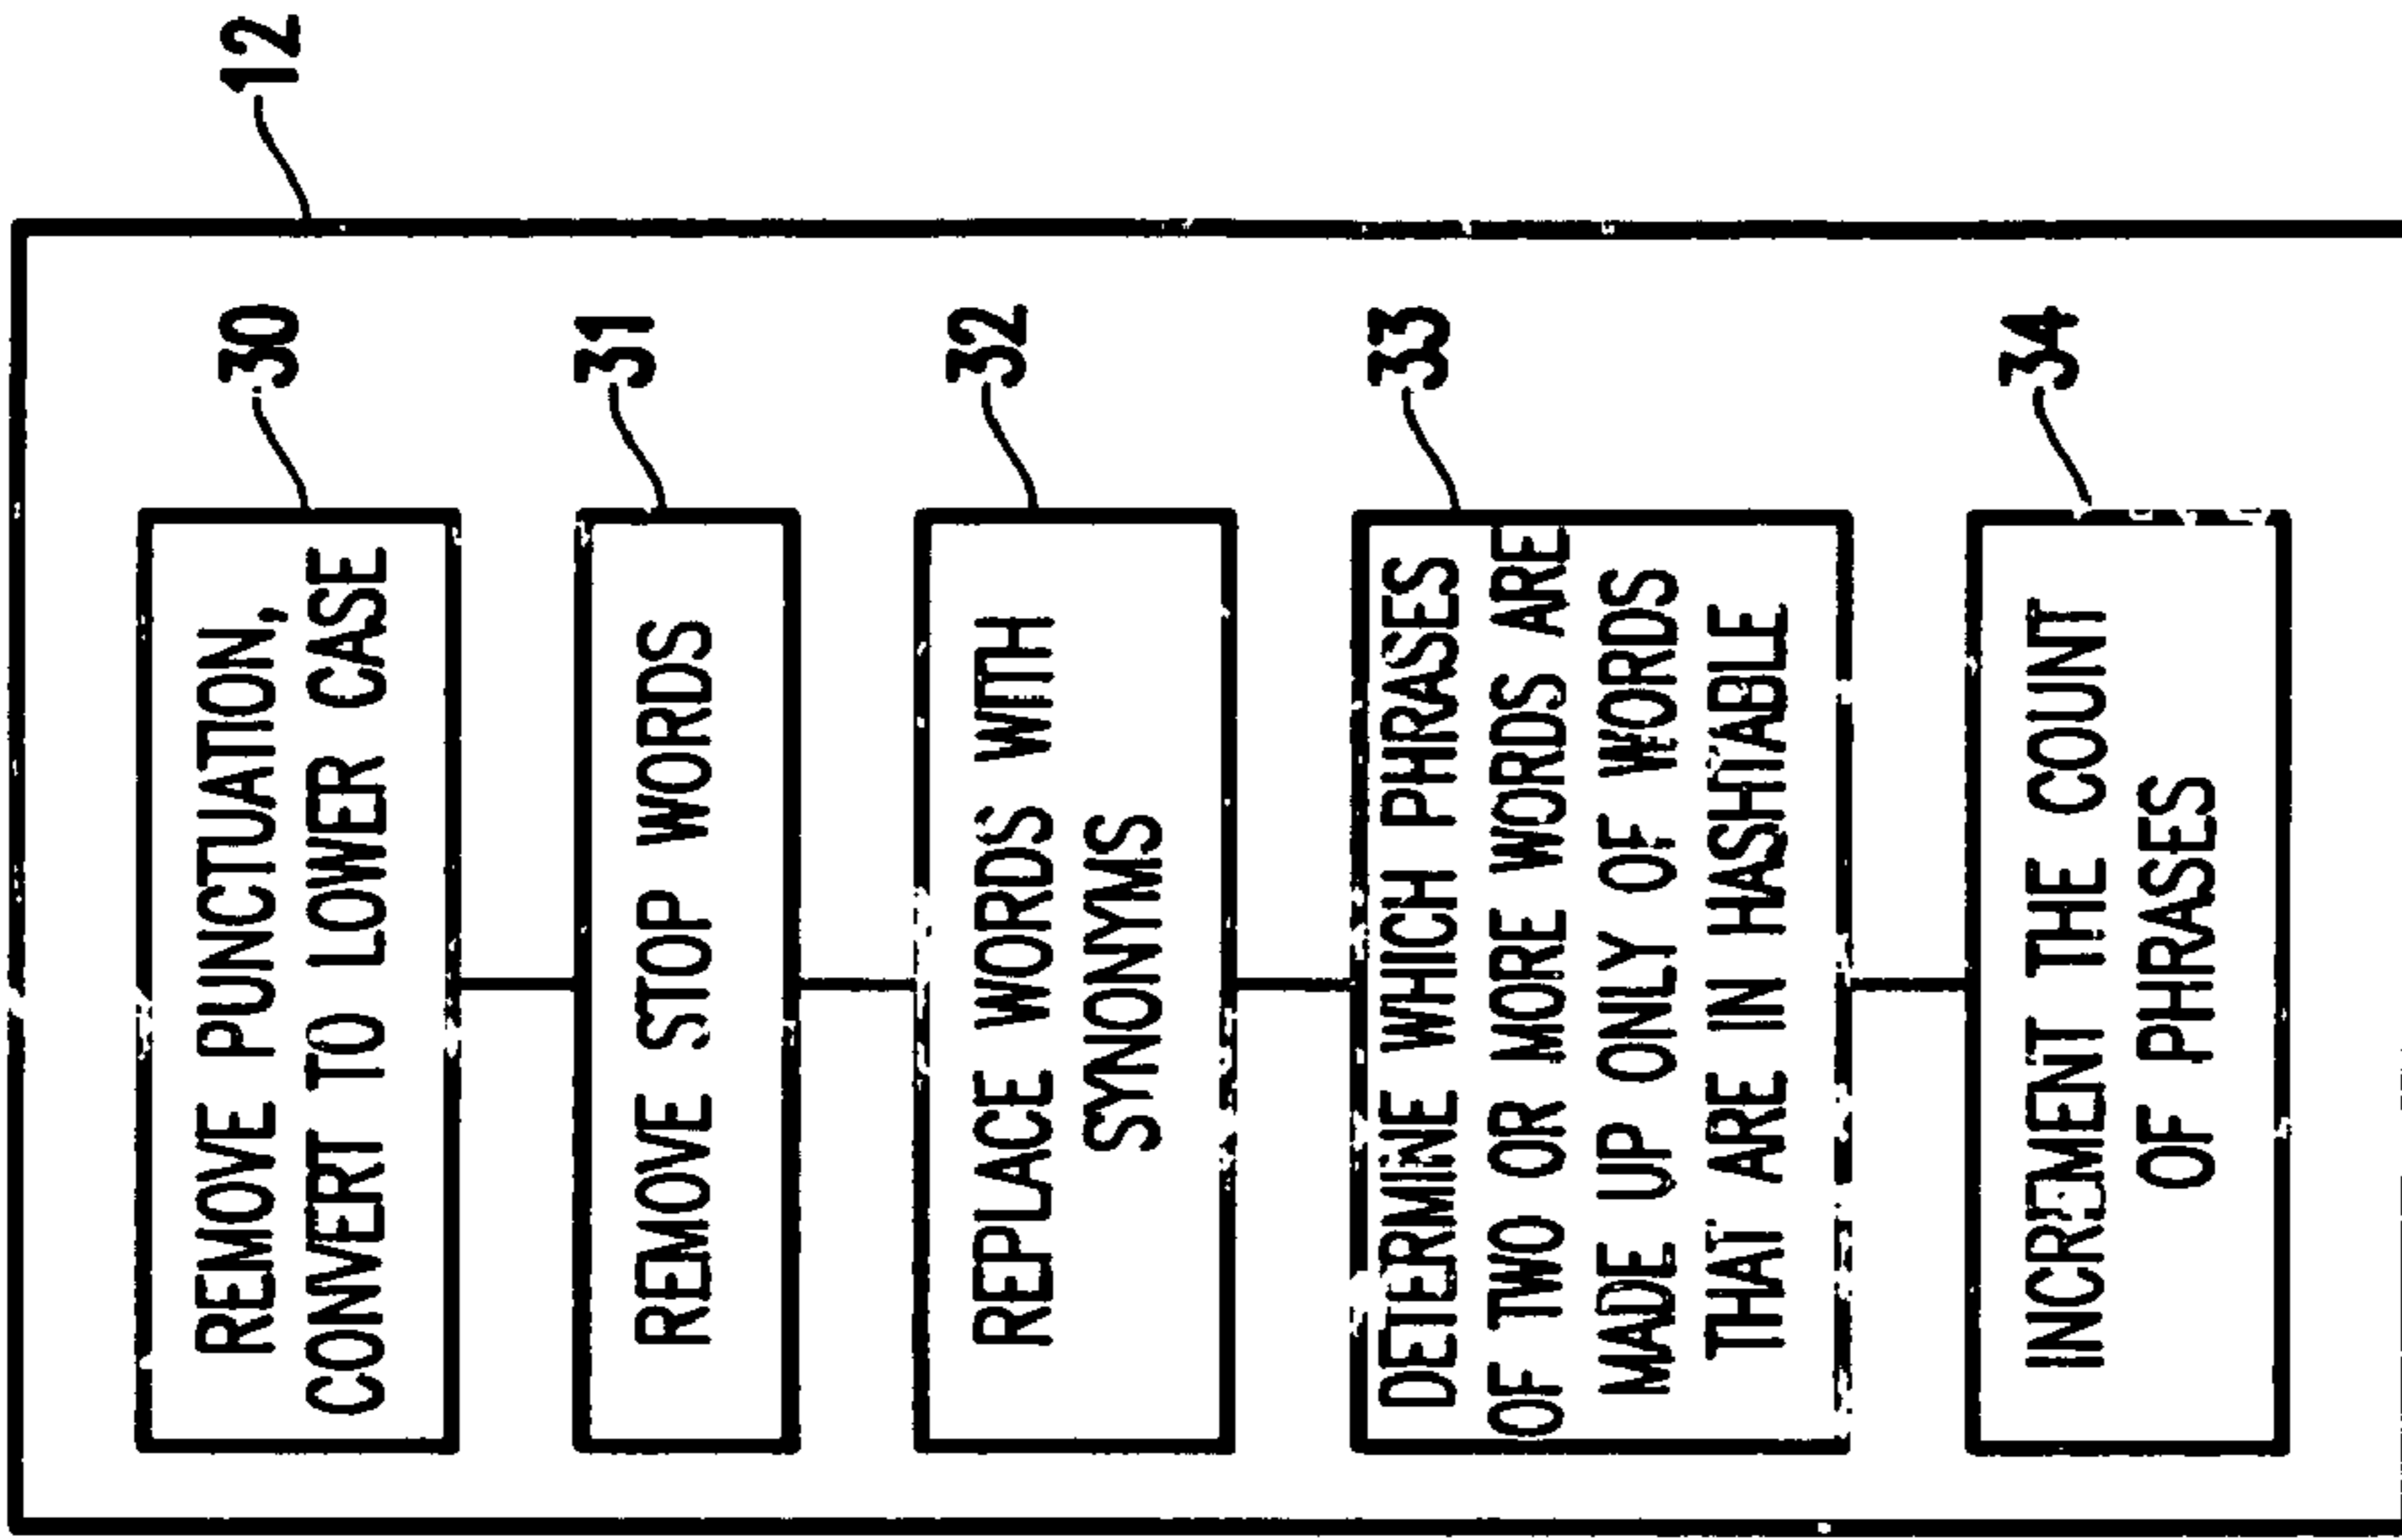 12
30
REMOVE PUNCTUATION,
CONVERT TO LOWER CASE
31
REMOVE STOP WORDS
32
REPLACE WORDS WITH
SYNONYMS
33
DETERMINE WHICH PHRASES
OF TWO OR MORE WORDS ARE
MADE UP ONLY OF WORDS
THAT ARE IN HASHTABLE
34
INCREMENT THE COUNT
OF PHRASES